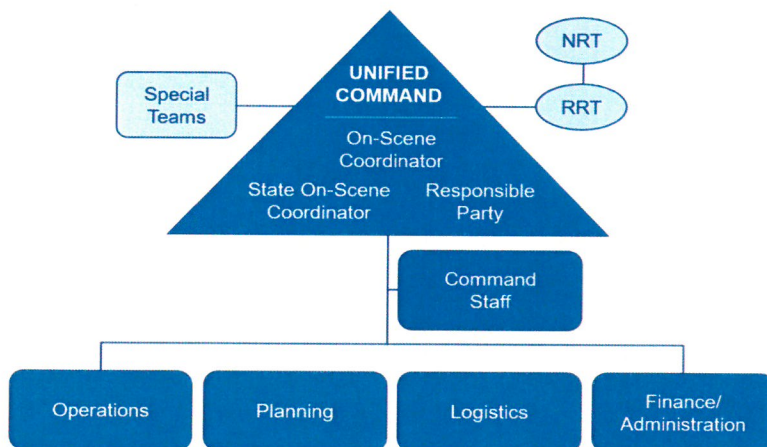 NRT
UNIFIED
COMMAND
Special
Teams
RRT
On-Scene
Coordinator
State On-Scene
Coordinator
Responsible
Party
Command
Staff
Operations
Planning
Logistics
Finance/
Administration